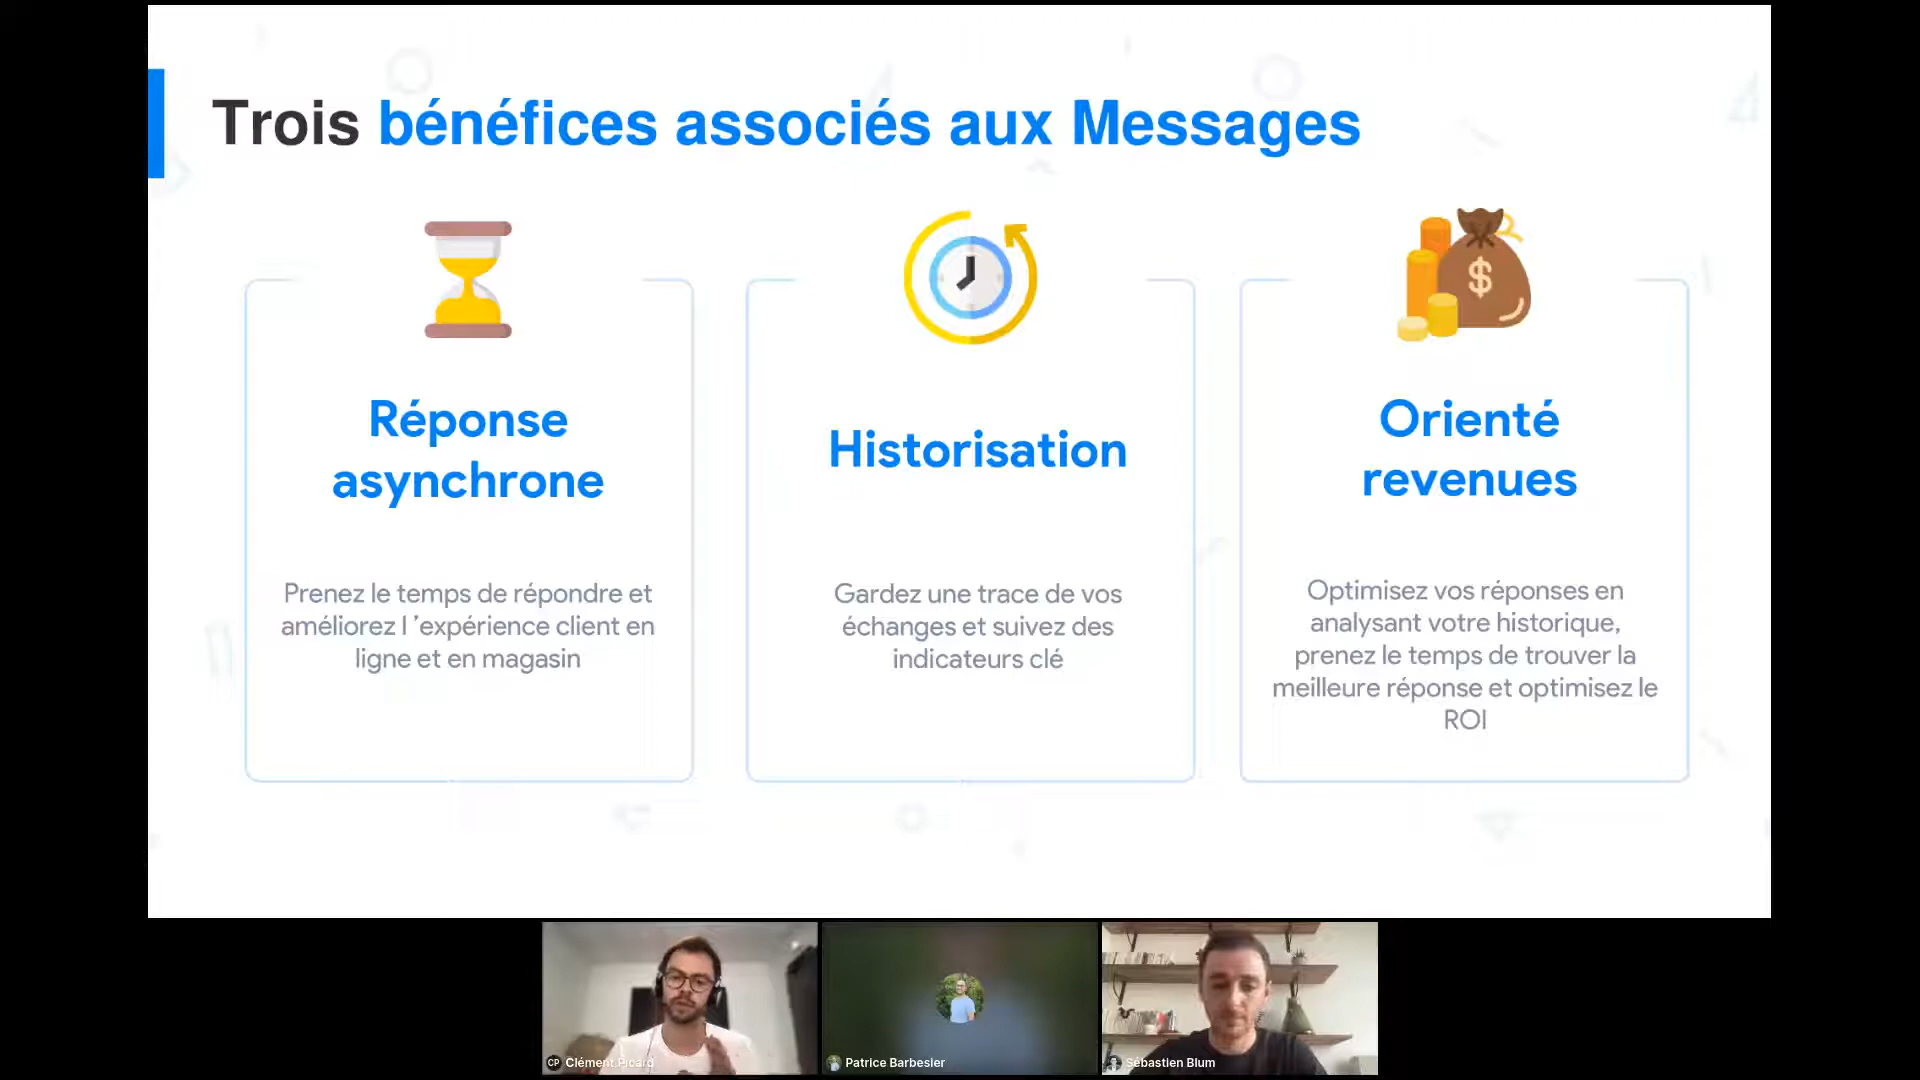 Trois bénéfices associés aux Messages
$
Réponse
asynchrone
Prenez le temps de répondre et
améliorez l ’expérience client en
ligne et en magasin
Historisation
Gardez une trace de vos
échanges et suivez des
indicateurs clé
Orienté
revenues
Optimisez vos réponses en
analysant votre historique,
prenez le temps de trouver la
meilleure réponse et optimisez le
ROI
CP Clément Picard
Patrice Barbesier
Sébastien Blum